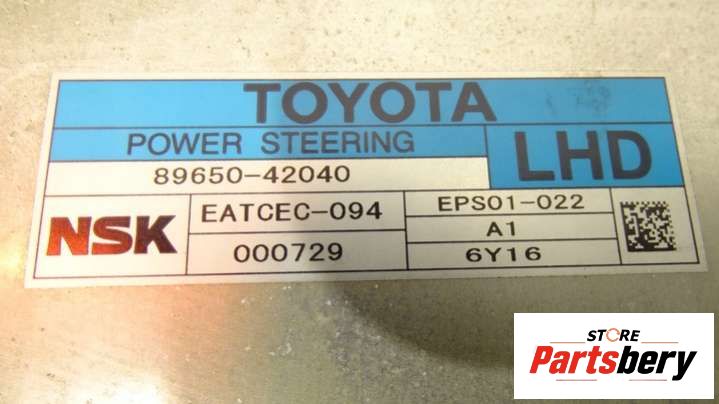 TOYOTA
POWER STEERING
LHD
89650-42040
NSK
EATCEC-094
EPS01-022
A1
000729
6Y16
STORE
Partsbery